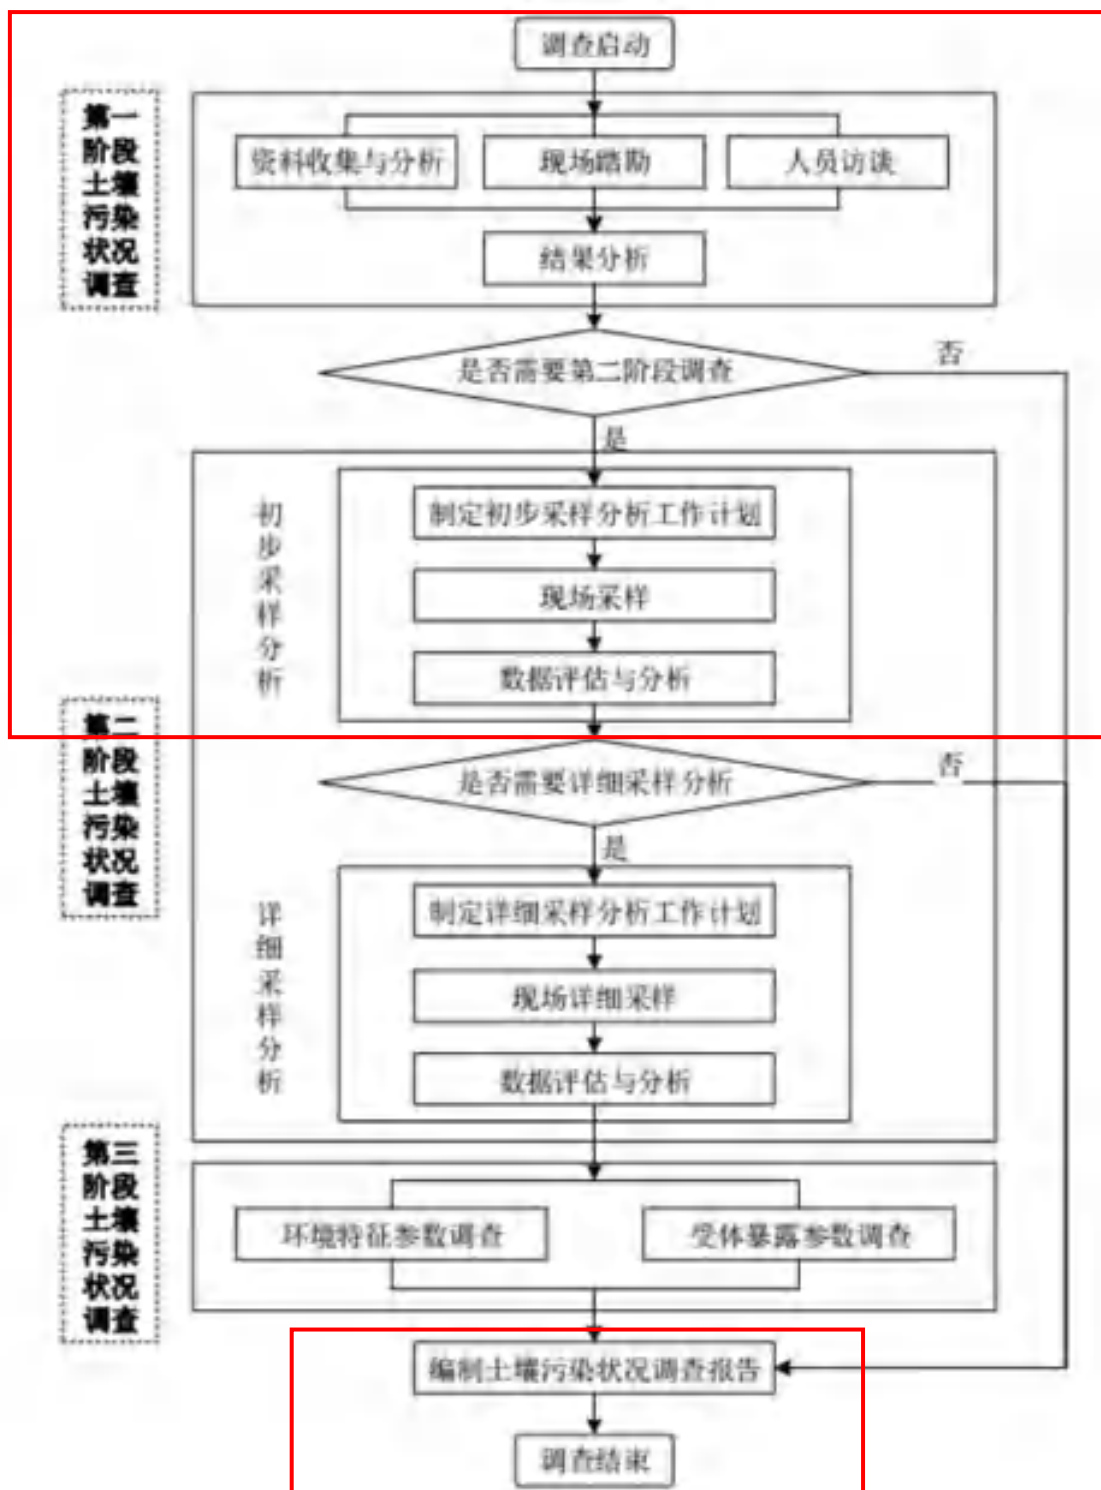 调查启动
第一
阶段
土壤
污染
状况
调查
资料收集与分析
现场踏勘
人员访谈
结果分析
是否需要第二阶段调查
否
是
初步采样分析
制定初步采样分析工作计划
现场采样
数据评估与分析
第二
阶段
土壤
污染
状况
调查
是否需要详细采样分析
否
是
详细采样分析
制定详细采样分析工作计划
现场详细采样
数据评估与分析
第三
阶段
土壤
污染
状况
调查
环境特征参数调查
受体暴露参数调查
编制土壤污染状况调查报告
调查结束